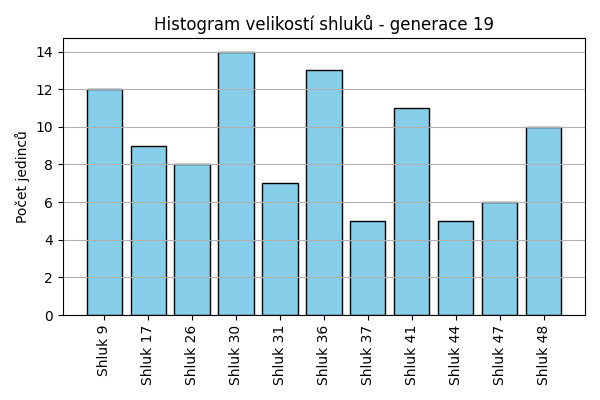 Histogram velikostí shluků - generace 19
Počet jedinců
14
12
10
8
6
4
2
0
Shluk 9
Shluk 17
Shluk 26
Shluk 30
Shluk 31
Shluk 36
Shluk 37
Shluk 41
Shluk 44
Shluk 47
Shluk 48